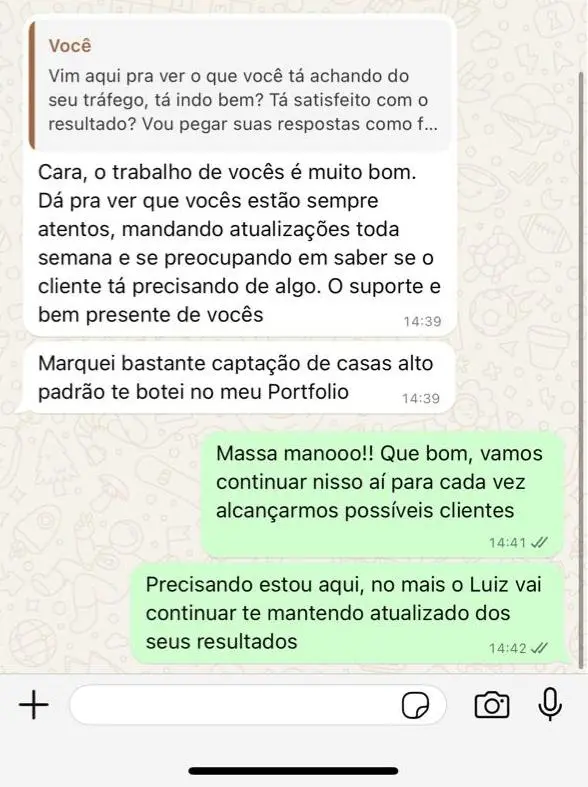 Você
Vim aqui pra ver o que você tá achando do
seu tráfego, tá indo bem? Tá satisfeito com o
resultado? Vou pegar suas respostas como f...
Cara, o trabalho de vocês é muito bom.
Dá pra ver que vocês estão sempre
atentos, mandando atualizações toda
semana e se preocupando em saber se o
cliente tá precisando de algo. O suporte e
bem presente de vocês
14:39
Marquei bastante captação de casas alto
padrão te botei no meu Portfolio
14:39
Massa manooo!! Que bom, vamos
continuar nisso aí para cada vez
alcançarmos possíveis clientes
14:41
Precisando estou aqui, no mais o Luiz vai
continuar te mantendo atualizado dos
seus resultados
14:42